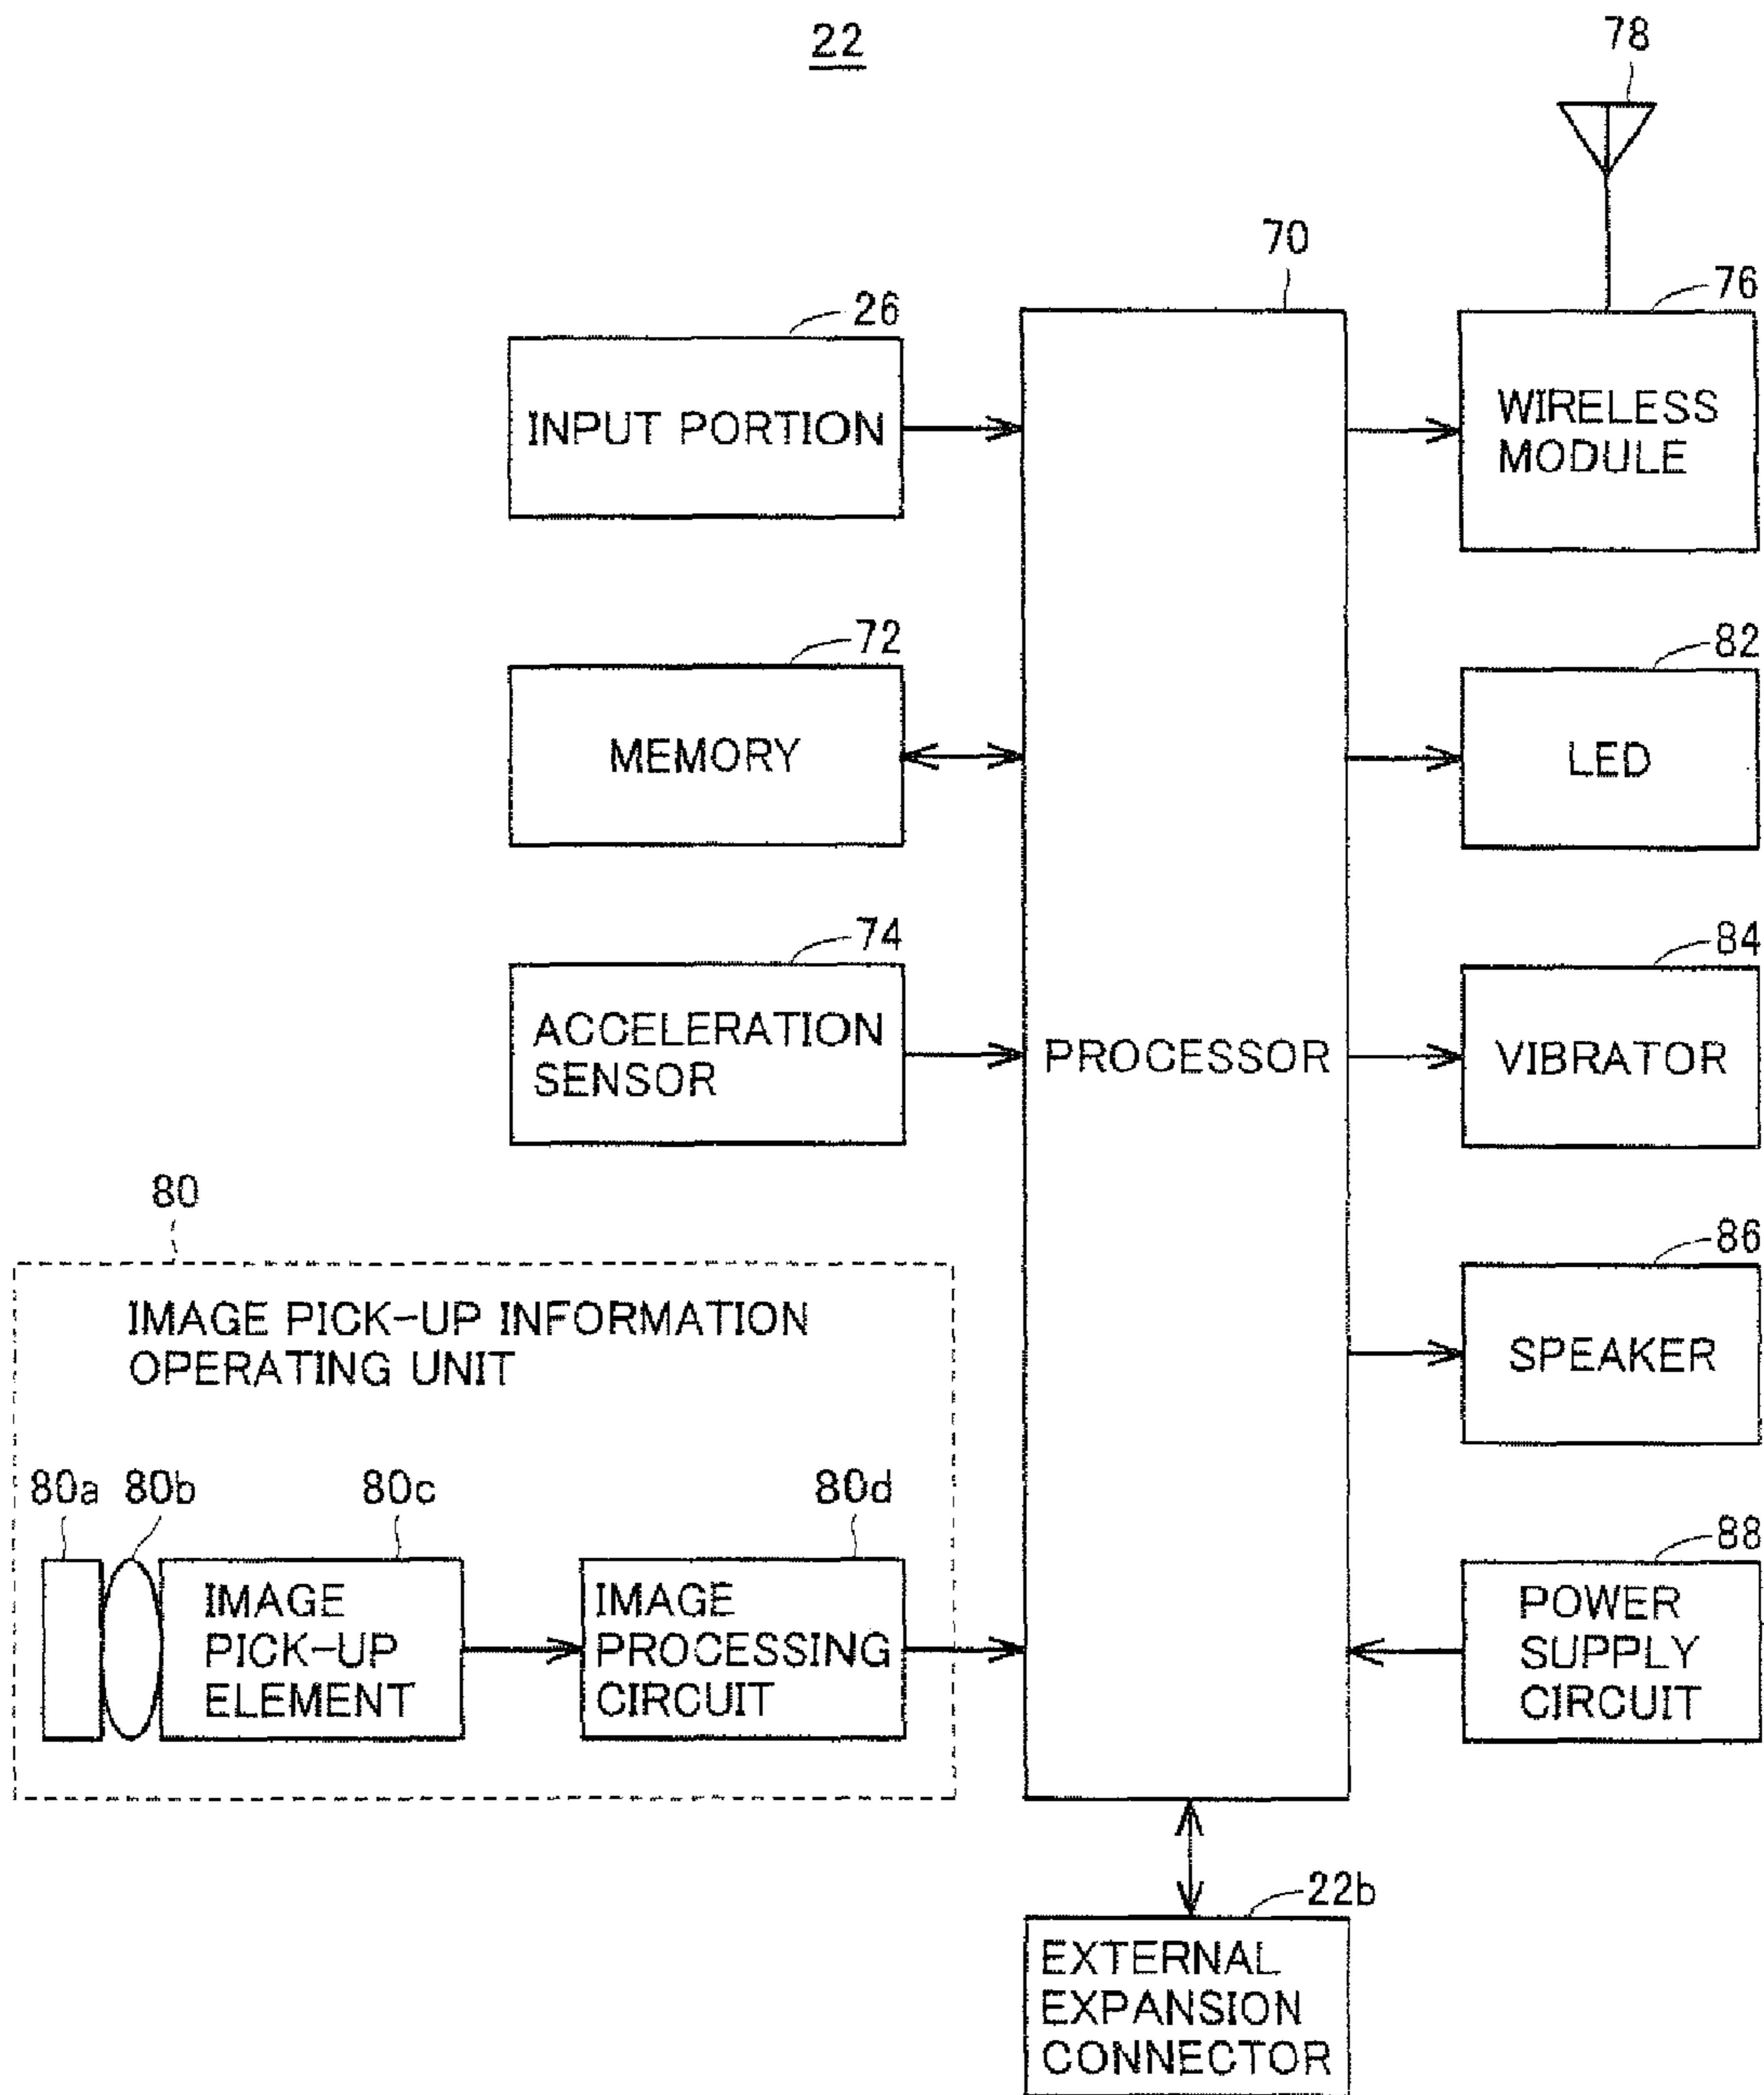 22
78
70
76
26
INPUT PORTION
WIRELESS
MODULE
72
82
MEMORY
LED
74
84
ACCELERATION
SENSOR
PROCESSOR
VIBRATOR
80
86
IMAGE PICK-UP INFORMATION
OPERATING UNIT
SPEAKER
80a
80b
80c
80d
88
IMAGE
PICK-UP
ELEMENT
IMAGE
PROCESSING
CIRCUIT
POWER
SUPPLY
CIRCUIT
22b
EXTERNAL
EXPANSION
CONNECTOR